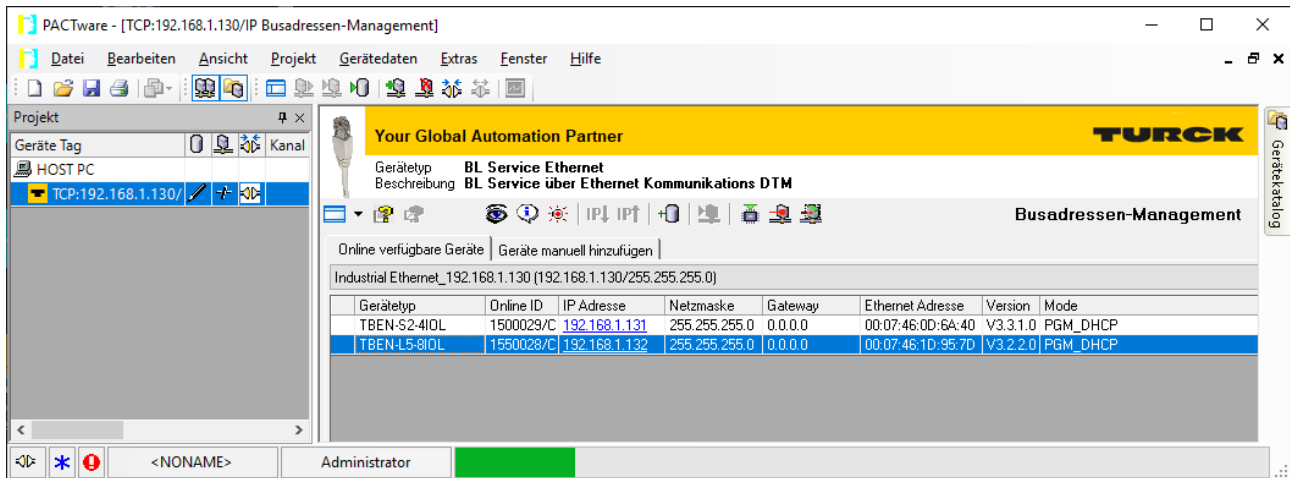 PACTware - [TCP:192.168.1.130/IP Busadressen-Management]
Datei Bearbeiten Ansicht Projekt Gerätedaten Extras Fenster Hilfe
Projekt
Geräte Tag Kanal
HOST PC
TCP:192.168.1.130/
Your Global Automation Partner
TURCK
Gerätetyp BL Service Ethernet
Beschreibung BL Service über Ethernet Kommunikations DTM
IP↓ IP↑
Busadressen-Management
Online verfügbare Geräte Geräte manuell hinzufügen
Industrial Ethernet_192.168.1.130 (192.168.1.130/255.255.255.0)
Gerätetyp Online ID IP Adresse Netzmaske Gateway Ethernet Adresse Version Mode
TBEN-S2-4IOL 1500029/C 192.168.1.131 255.255.255.0 0.0.0.0 00:07:46:0D:6A:40 V3.3.1.0 PGM_DHCP
TBEN-L5-8IOL 1550028/C 192.168.1.132 255.255.255.0 0.0.0.0 00:07:46:1D:95:7D V3.2.2.0 PGM_DHCP
Gerätekatalog
<NONAME> Administrator